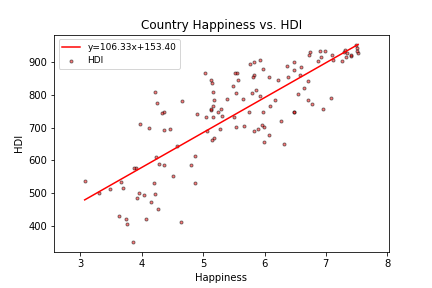 Country Happiness vs. HDI
y=106.33x+153.40
HDI
900
800
700
600
500
400
HDI
3 4 5 6 7 8
Happiness